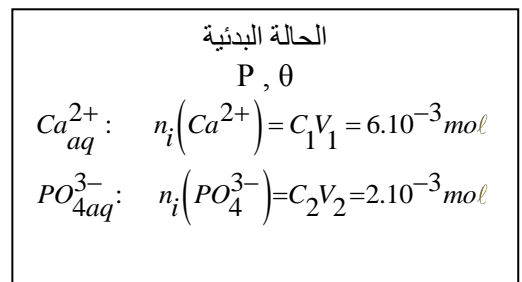 الحالة البدئية
P , θ
Ca²⁺aq : nᵢ(Ca²⁺) = C₁V₁ = 6.10⁻³ moℓ
PO₄³⁻aq: nᵢ(PO₄³⁻)=C₂V₂=2.10⁻³ moℓ